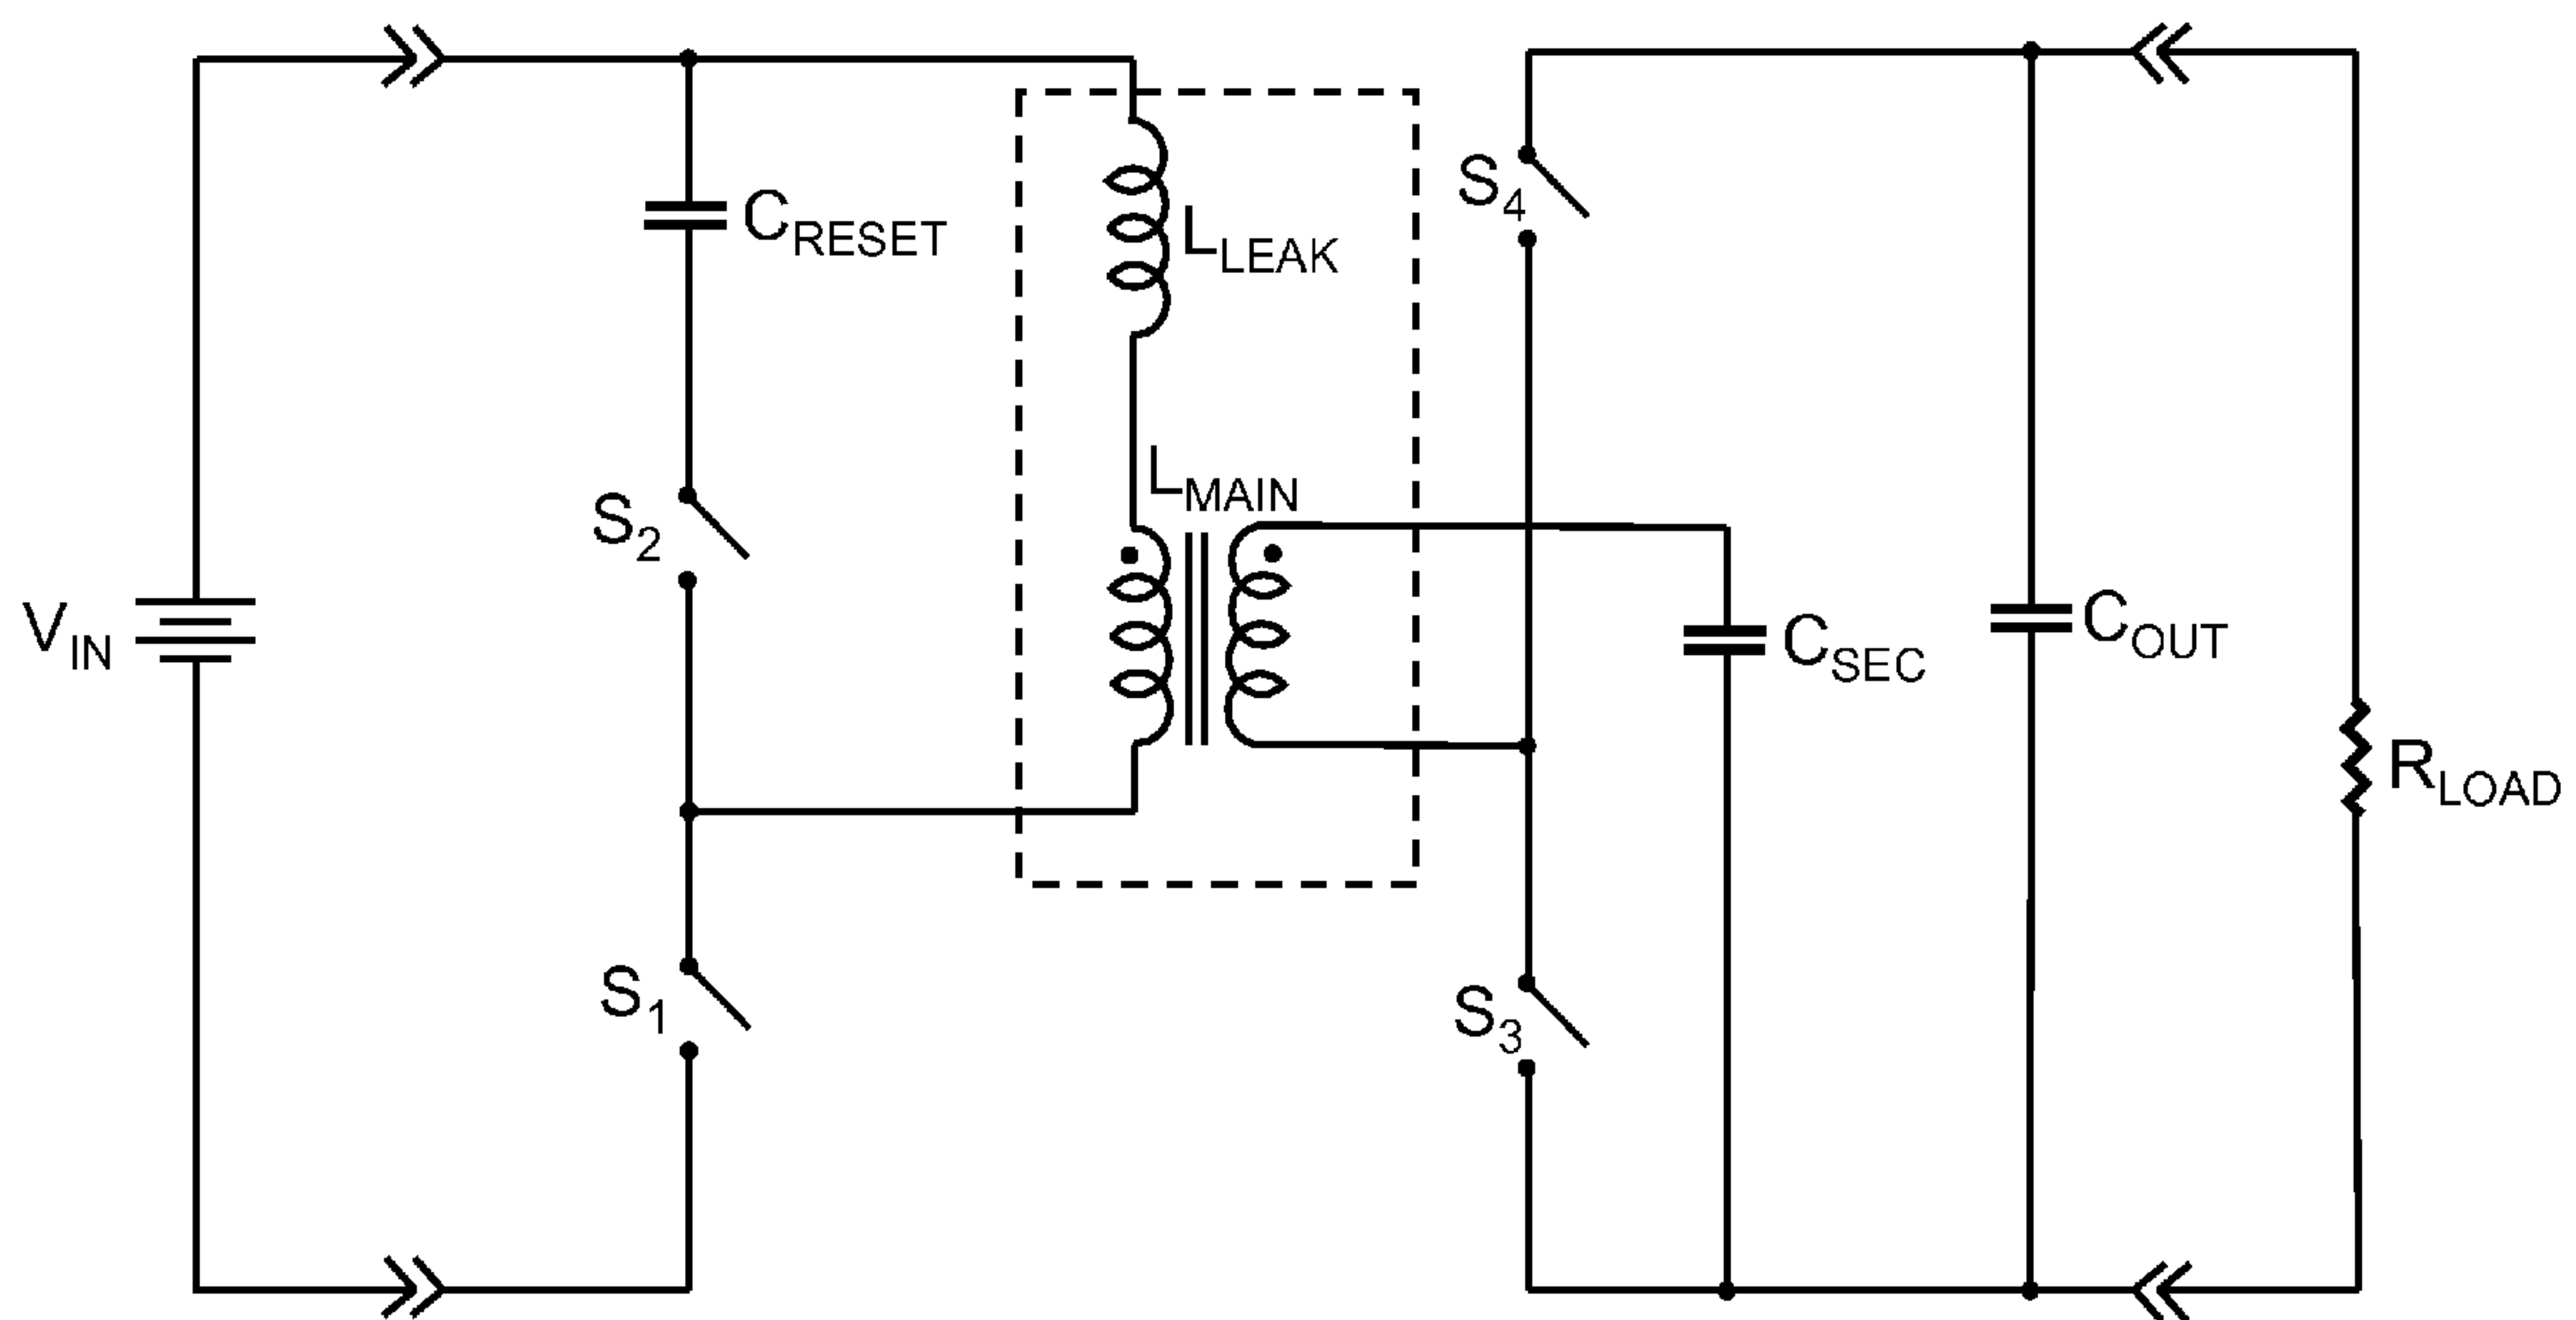 S4
CRESET
LLEAK
LMAIN
S2
VIN
CSEC
COUT
RLOAD
S1
S3